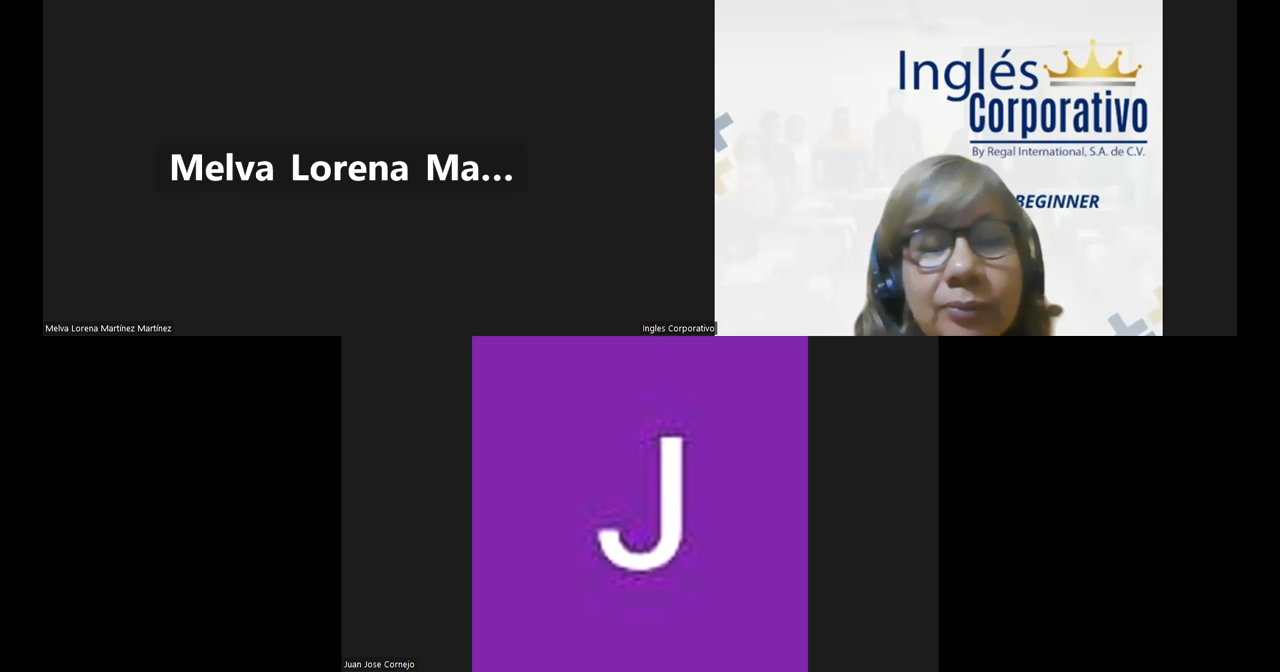 Melva Lorena Ma...
Inglés
Corporativo
By Regal International, S.A. de C.V.
BEGINNER
Melva Lorena Martínez Martínez
Ingles Corporativo
J
Juan Jose Cornejo